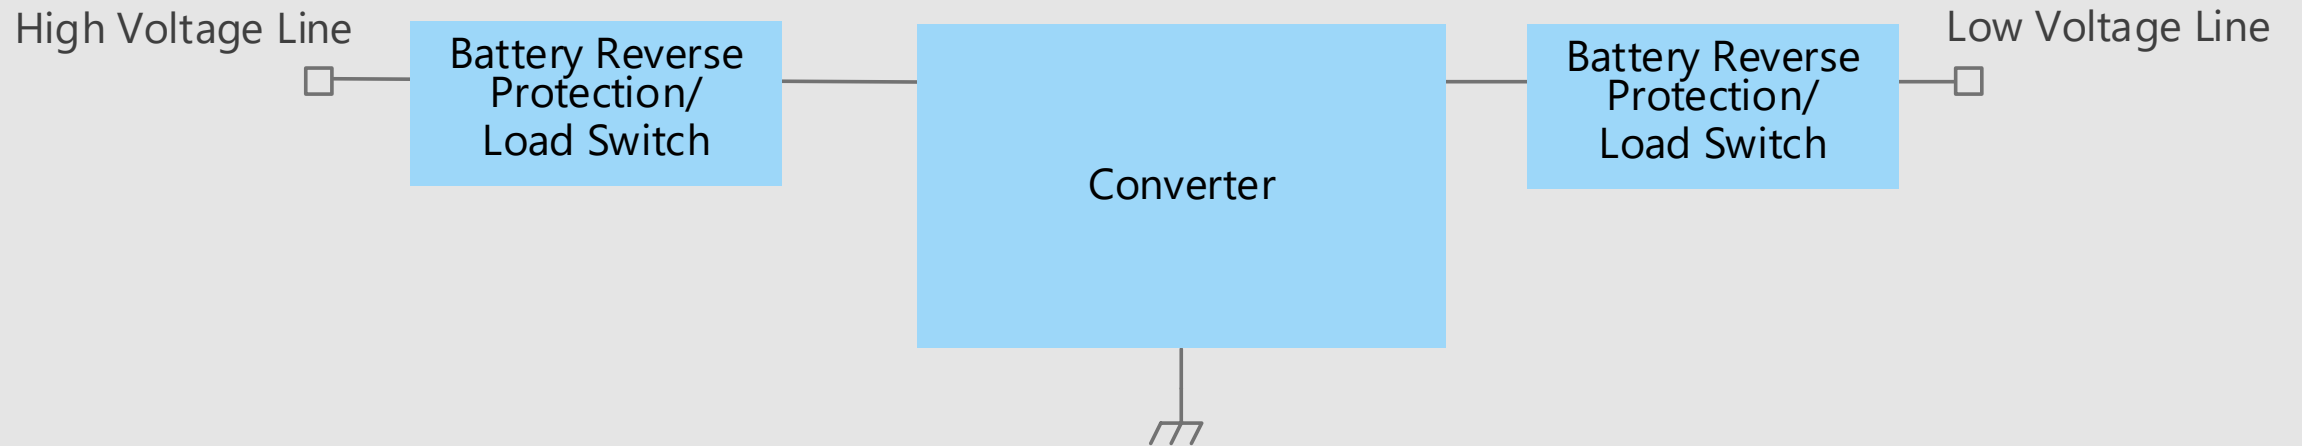 High Voltage Line
Battery Reverse
Protection/
Load Switch
Converter
Battery Reverse
Protection/
Load Switch
Low Voltage Line